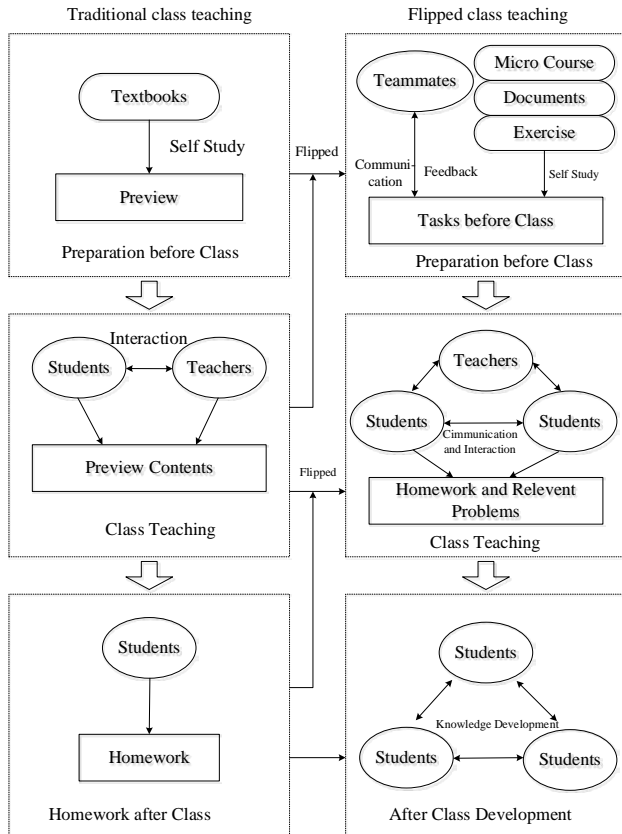 Traditional class teaching
Flipped class teaching
Textbooks
Self Study
Preview
Preparation before Class
Flipped
Teammates
Micro Course
Documents
Exercise
Communi-
cation
Feedback
Self Study
Tasks before Class
Preparation before Class
Interaction
Students
Teachers
Preview Contents
Class Teaching
Flipped
Teachers
Students
Students
Cimmunication
and Interaction
Homework and Relevent
Problems
Class Teaching
Students
Homework
Homework after Class
Students
Knowledge Development
Students
Students
After Class Development